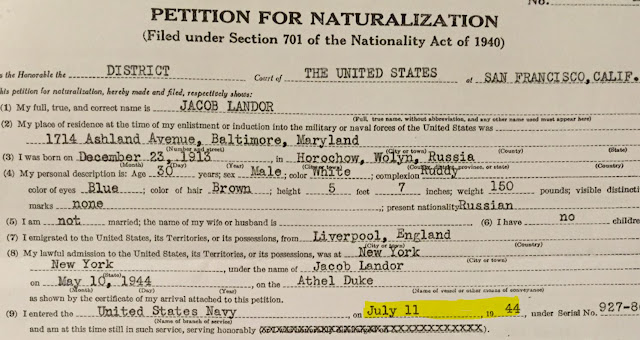 No.
PETITION FOR NATURALIZATION
(Filed under Section 701 of the Nationality Act of 1940)
the Honorable the DISTRICT Court of THE UNITED STATES at SAN FRANCISCO, CALIF.
his petition for naturalization, hereby made and filed, respectively shows:
(1) My full, true, and correct name is JACOB LANDOR
(Full, true name, without abbreviation, and any other name used must appear here)
(2) My place of residence at the time of my enlistment or induction into the military or naval forces of the United States was
1714 Ashland Avenue, Baltimore, Maryland
(Number and street) (City or town) (County) (State)
(3) I was born on December 23, 1913 in Horochow, Wolyn, Russia
(Month) (Day) (Year) (City or town) (County, district, province, or state) (Country)
(4) My personal description is: Age 30 years; sex Male; color White; complexion Ruddy
color of eyes Blue; color of hair Brown; height 5 feet 7 inches; weight 150 pounds; visible distincti
marks none; present nationality Russian
(5) I am not married; the name of my wife or husband is (6) I have no children
(7) I emigrated to the United States, its Territories, or its possessions, from Liverpool, England
(City or town) (Country)
(8) My lawful admission to the United States, its Territories, or its possessions, was at New York
(City or town) (County)
New York, under the name of Jacob Landor
(State)
on May 10, 1944 on the Athel Duke
(Month) (Day) (Year) (Name of vessel or other means of conveyance)
as shown by the certificate of my arrival attached to this petition.
(9) I entered the United States Navy on July 11 19 44, under Serial No. 927-8
(Name of branch of service)
and am at this time still in such service, serving honorably